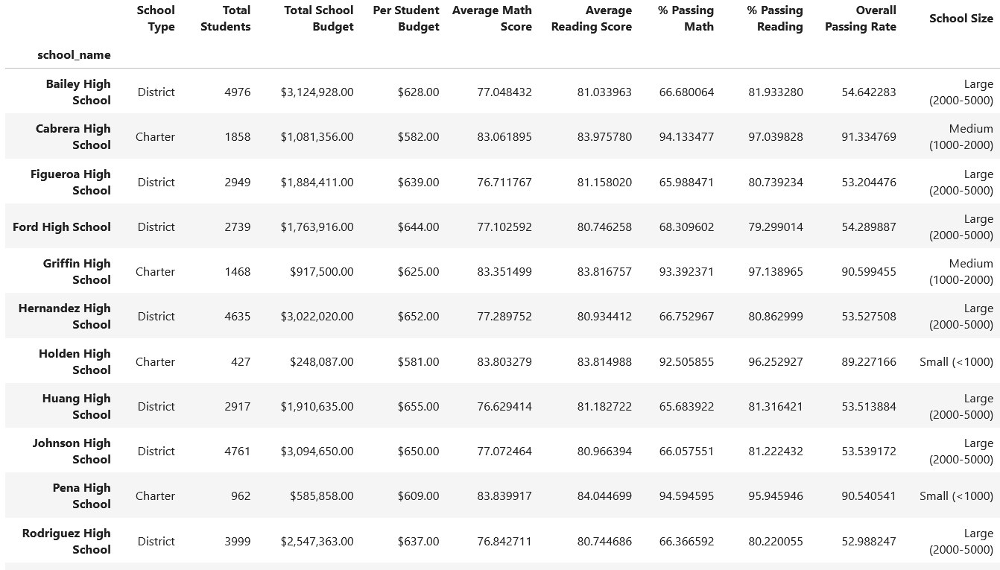 School Type Total Students Total School Budget Per Student Budget Average Math Score Average Reading Score % Passing Math % Passing Reading Overall Passing Rate School Size
school_name
Bailey High School District 4976 $3,124,928.00 $628.00 77.048432 81.033963 66.680064 81.933280 54.642283 Large (2000-5000)
Cabrera High School Charter 1858 $1,081,356.00 $582.00 83.061895 83.975780 94.133477 97.039828 91.334769 Medium (1000-2000)
Figueroa High School District 2949 $1,884,411.00 $639.00 76.711767 81.158020 65.988471 80.739234 53.204476 Large (2000-5000)
Ford High School District 2739 $1,763,916.00 $644.00 77.102592 80.746258 68.309602 79.299014 54.289887 Large (2000-5000)
Griffin High School Charter 1468 $917,500.00 $625.00 83.351499 83.816757 93.392371 97.138965 90.599455 Medium (1000-2000)
Hernandez High School District 4635 $3,022,020.00 $652.00 77.289752 80.934412 66.752967 80.862999 53.527508 Large (2000-5000)
Holden High School Charter 427 $248,087.00 $581.00 83.803279 83.814988 92.505855 96.252927 89.227166 Small (<1000)
Huang High School District 2917 $1,910,635.00 $655.00 76.629414 81.182722 65.683922 81.316421 53.513884 Large (2000-5000)
Johnson High School District 4761 $3,094,650.00 $650.00 77.072464 80.966394 66.057551 81.222432 53.539172 Large (2000-5000)
Pena High School Charter 962 $585,858.00 $609.00 83.839917 84.044699 94.594595 95.945946 90.540541 Small (<1000)
Rodriguez High School District 3999 $2,547,363.00 $637.00 76.842711 80.744686 66.366592 80.220055 52.988247 Large (2000-5000)